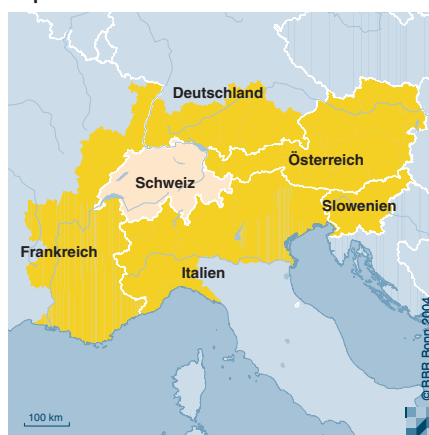 Deutschland
Österreich
Schweiz
Slowenien
Frankreich
Italien
100 km
© BBR Bonn 2004